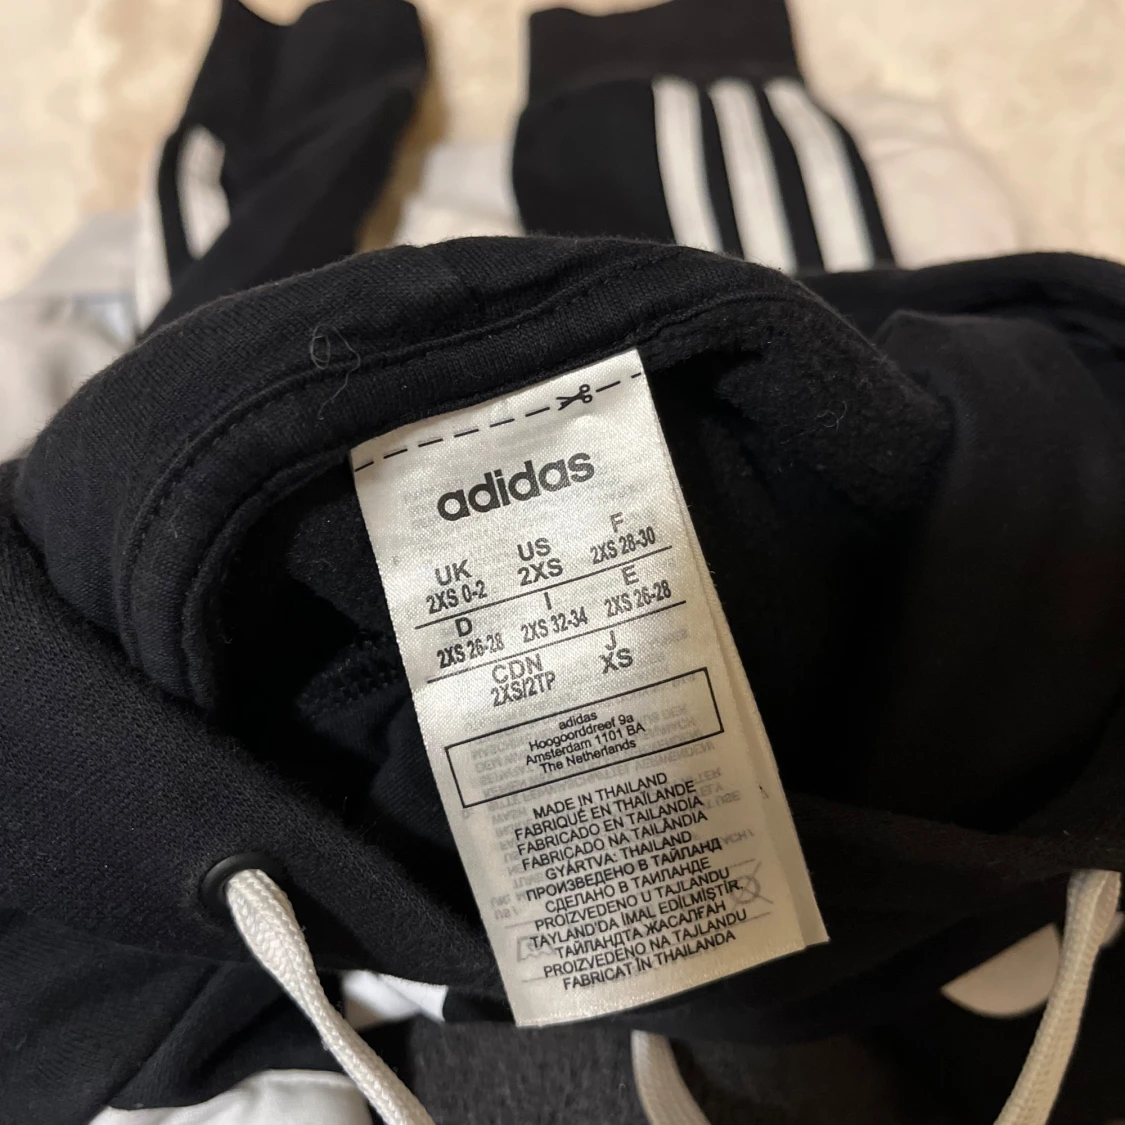 adidas
UK US F
2XS 0-2 2XS 2XS 28-30
D I E
2XS 26-28 2XS 32-34 2XS 26-28
CDN J
2XS/2TP XS
adidas
Hoogoorddreef 9a
Amsterdam 1101 BA
The Netherlands
MADE IN THAILAND
FABRIQUÉ EN THAÏLANDE
FABRICADO EN TAILANDIA
FABRICADO NA TAILÂNDIA
GYÁRTVA: THAILAND
ПРОИЗВЕДЕНО В ТАЙЛАНД
СДЕЛАНО В ТАИЛАНДЕ
PROIZVEDENO U TAJLANDU
TAYLAND'DA İMAL EDİLMİŞTİR.
ТАЙЛАНДТА ЖАСАЛҒАН
PROIZVEDENO NA TAJLANDU
FABRICAT ÎN THAILANDA